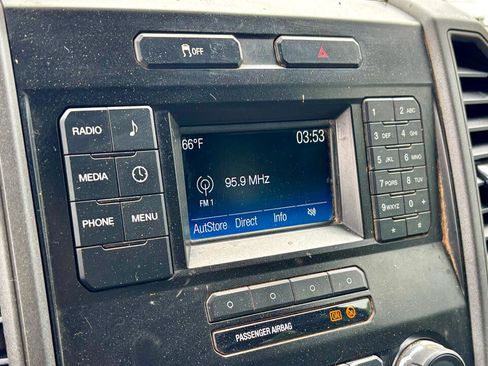 OFF
RADIO
MEDIA
PHONE MENU
66°F 03:53
95.9 MHz
FM 1
AutStore Direct Info
1 2 ABC
3 DEF 4 GHI
5 JKL 6 MNO
7 PQRS 8 TUV
9 WXYZ 0 +
* #
PASSENGER AIRBAG ON